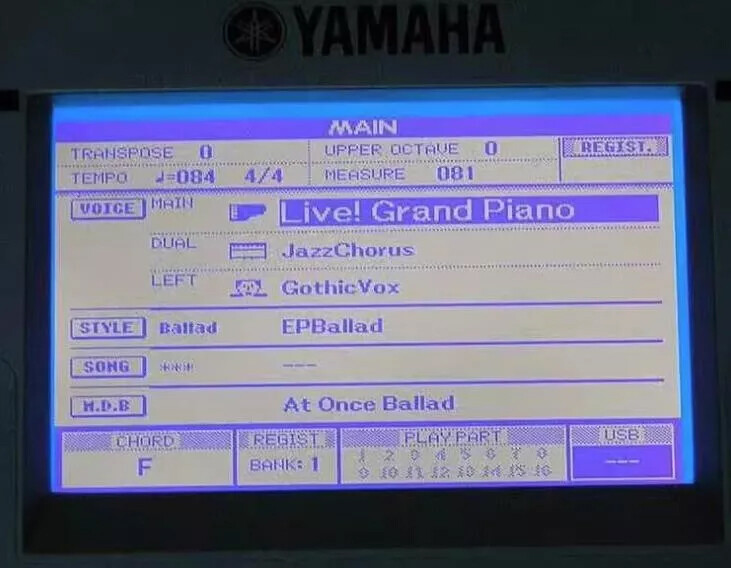 YAMAHA
MAIN
TRANSPOSE 0 UPPER OCTAVE 0 REGIST.
TEMPO ♩=084 4/4 MEASURE 081
VOICE MAIN Live! Grand Piano
DUAL JazzChorus
LEFT GothicVox
STYLE Ballad EPBallad
SONG *** ---
M.D.B At Once Ballad
CHORD REGIST PLAY PART USB
F BANK: 1 1 2 3 4 5 6 7 8 ---
9 10 11 12 13 14 15 16